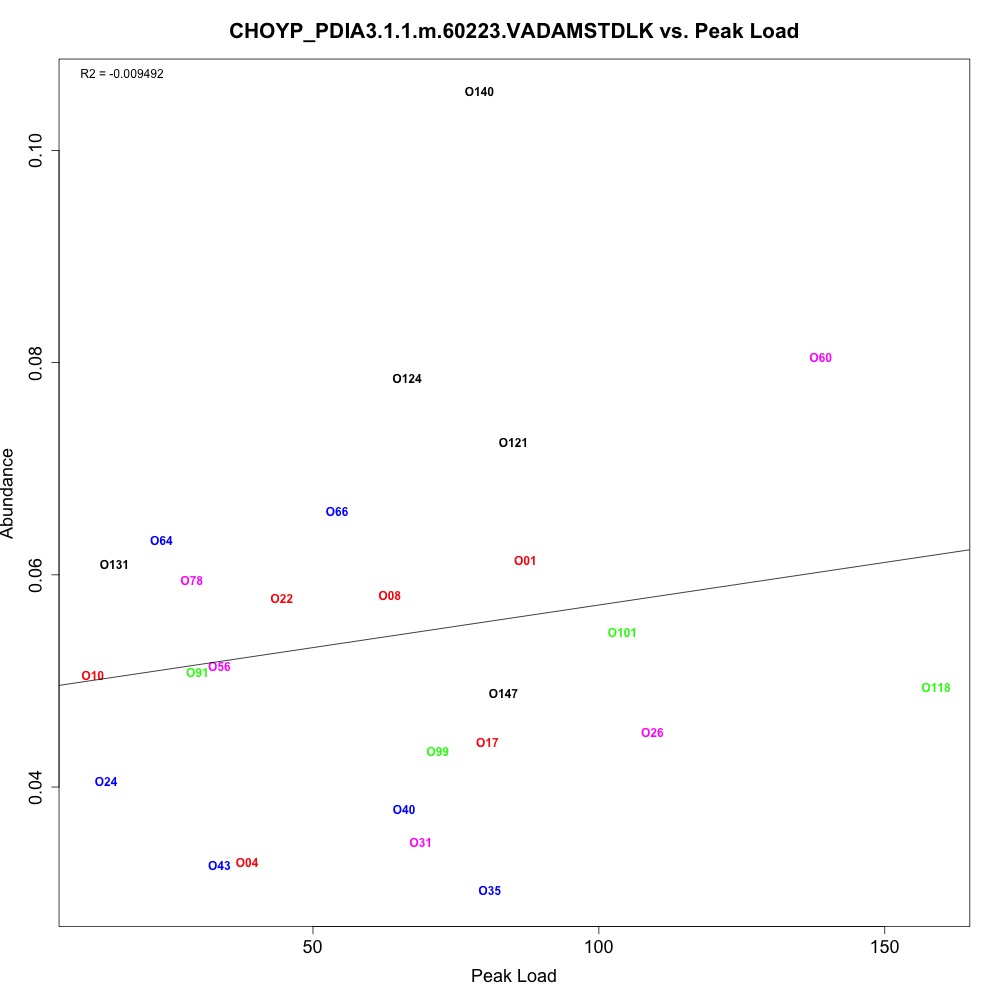 CHOYP_PDIA3.1.1.m.60223.VADAMSTDLK vs. Peak Load
R2 = -0.009492
O140
0.10
O60
0.08
O124
O121
O66
O64
O01
O131
0.06
O78
O08
O22
O101
O56
O91
O10
O118
O147
O26
O17
O99
O24
0.04
O40
O31
O04
O43
O35
Abundance
50
100
150
Peak Load